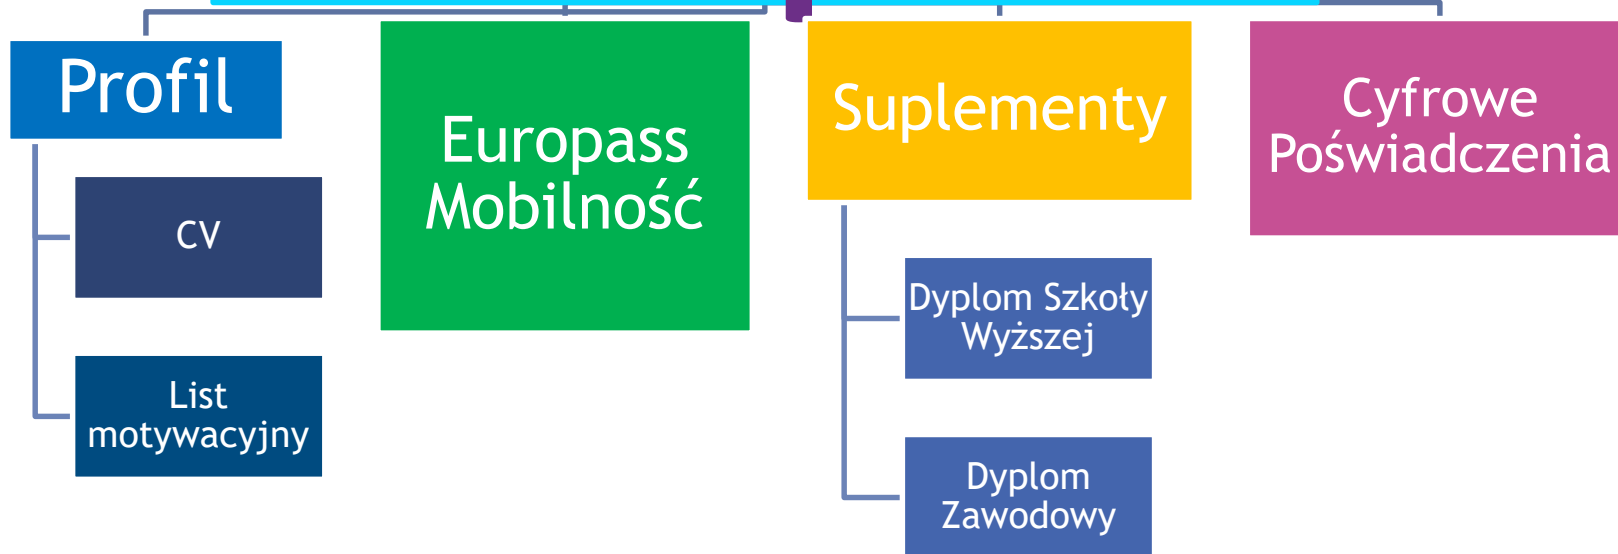 Profil
CV
List
motywacyjny
Europass
Mobilność
Suplementy
Dyplom Szkoły
Wyższej
Dyplom
Zawodowy
Cyfrowe
Poświadczenia